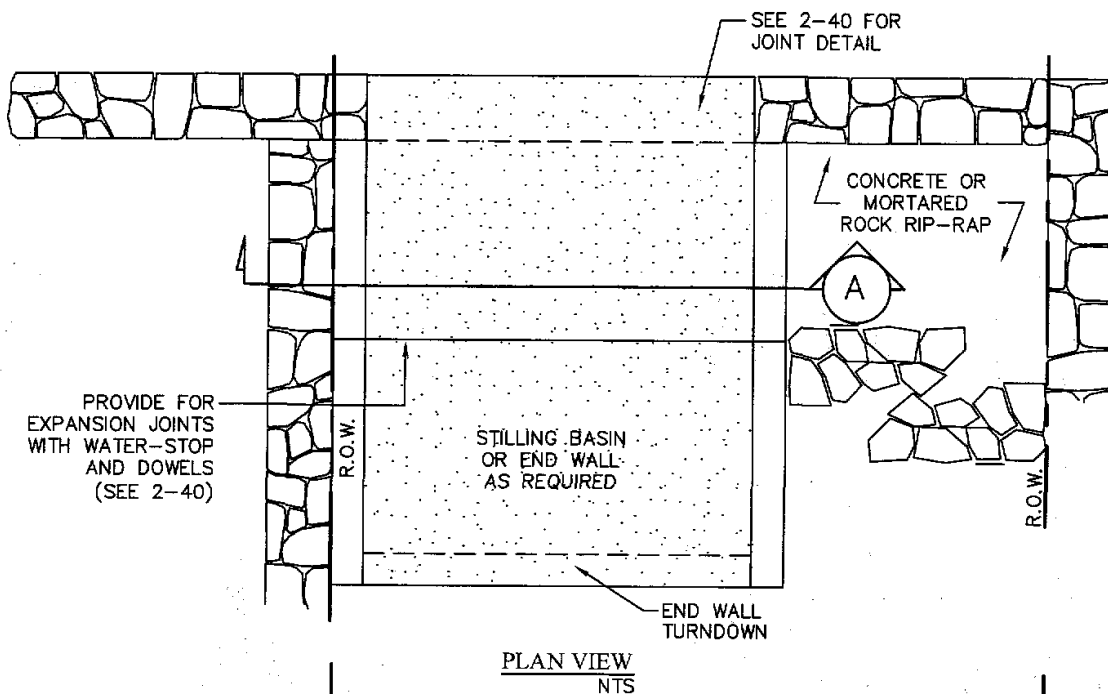 SEE 2-40 FOR
JOINT DETAIL
CONCRETE OR
MORTARED
ROCK RIP-RAP
A
PROVIDE FOR
EXPANSION JOINTS
WITH WATER-STOP
AND DOWELS
(SEE 2-40)
R.O.W.
STILLING BASIN
OR END WALL
AS REQUIRED
R.O.W.
END WALL
TURNDOWN
PLAN VIEW
NTS